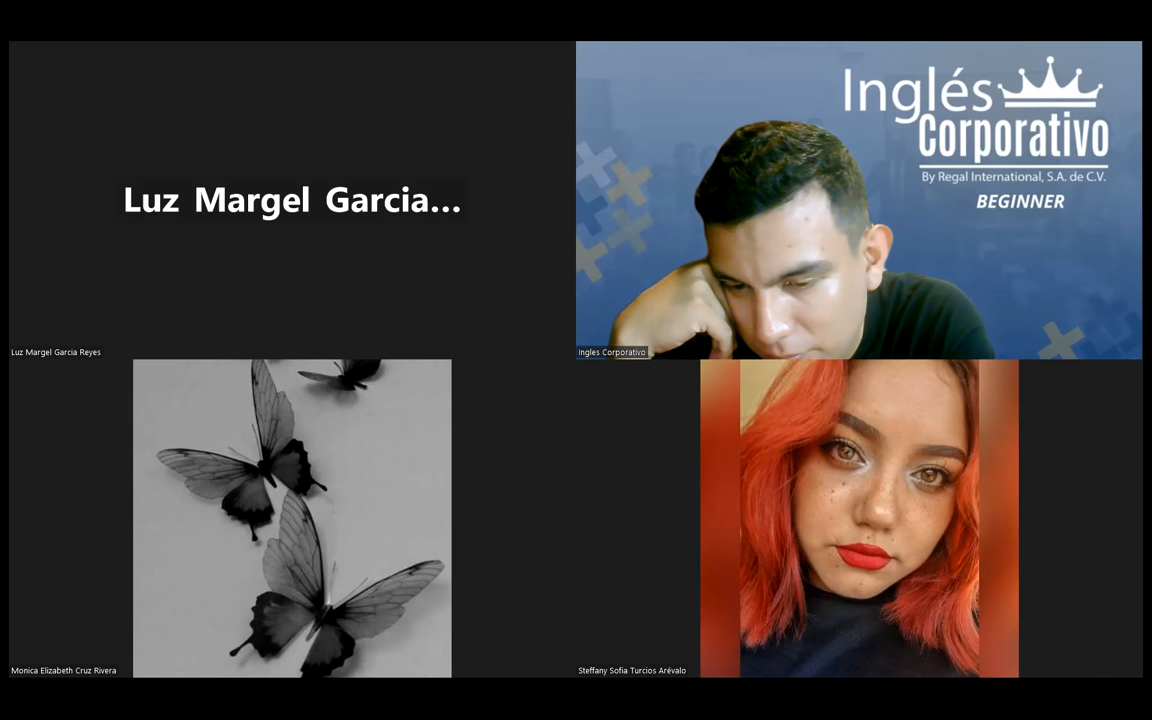 Luz Margel Garcia...
Luz Margel Garcia Reyes
Inglés
Corporativo
By Regal International, S.A. de C.V.
BEGINNER
Ingles Corporativo
Monica Elizabeth Cruz Rivera
Steffany Sofia Turcios Arévalo